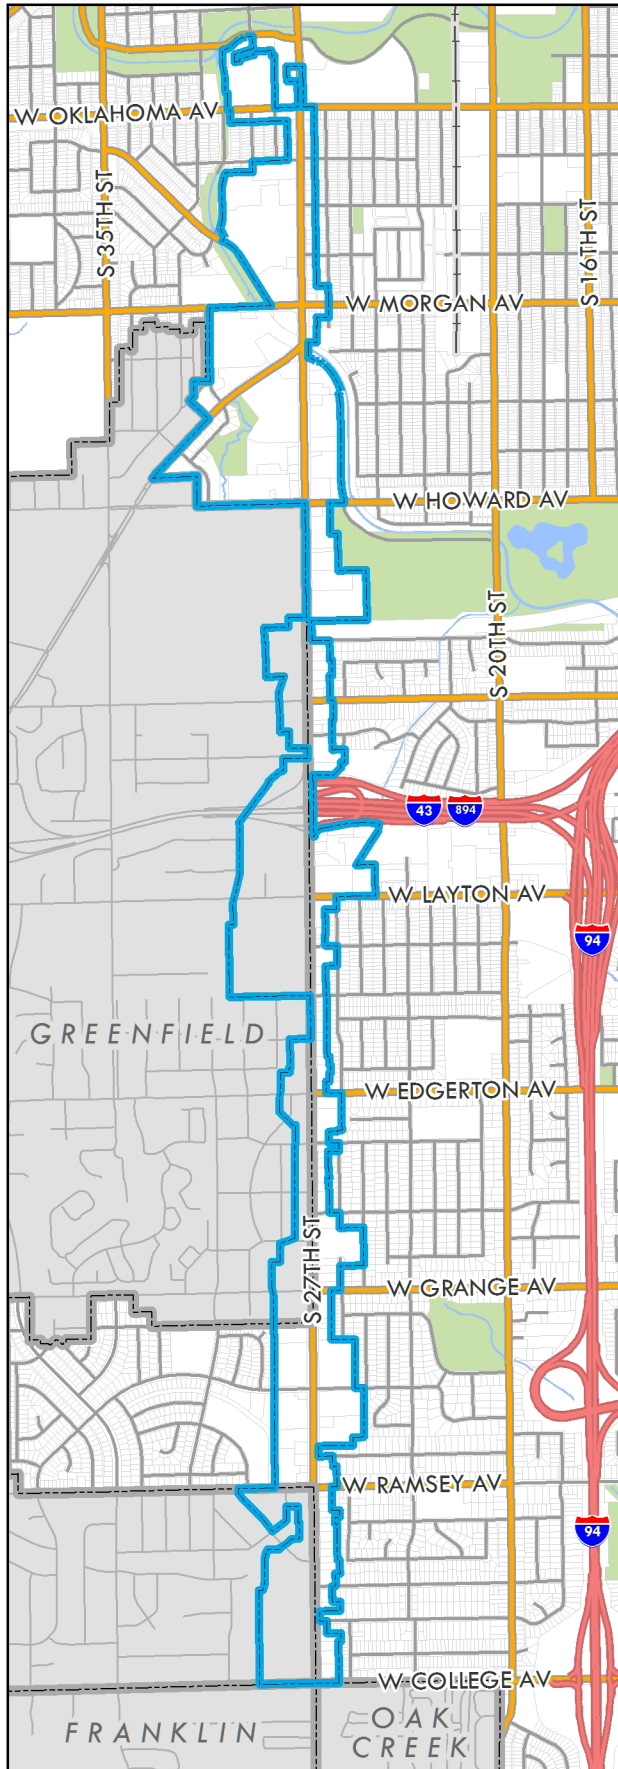 W OKLAHOMA AV
S 35TH ST
S 16TH ST
W MORGAN AV
W HOWARD AV
S 20TH ST
43
894
W LAYTON AV
94
GREENFIELD
W EDGERTON AV
S 27TH ST
W GRANGE AV
W RAMSEY AV
94
W COLLEGE AV
FRANKLIN
OAK
CREEK